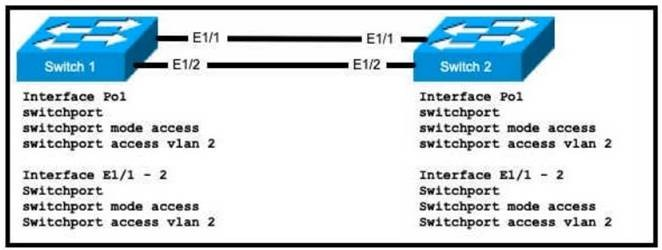 E1/1 E1/1
Switch 1 E1/2 E1/2 Switch 2
Interface Po1
switchport
switchport mode access
switchport access vlan 2
Interface E1/1 - 2
Switchport
switchport mode access
Switchport access vlan 2
Interface Po1
switchport
switchport mode access
switchport access vlan 2
Interface E1/1 - 2
Switchport
switchport mode access
Switchport access vlan 2